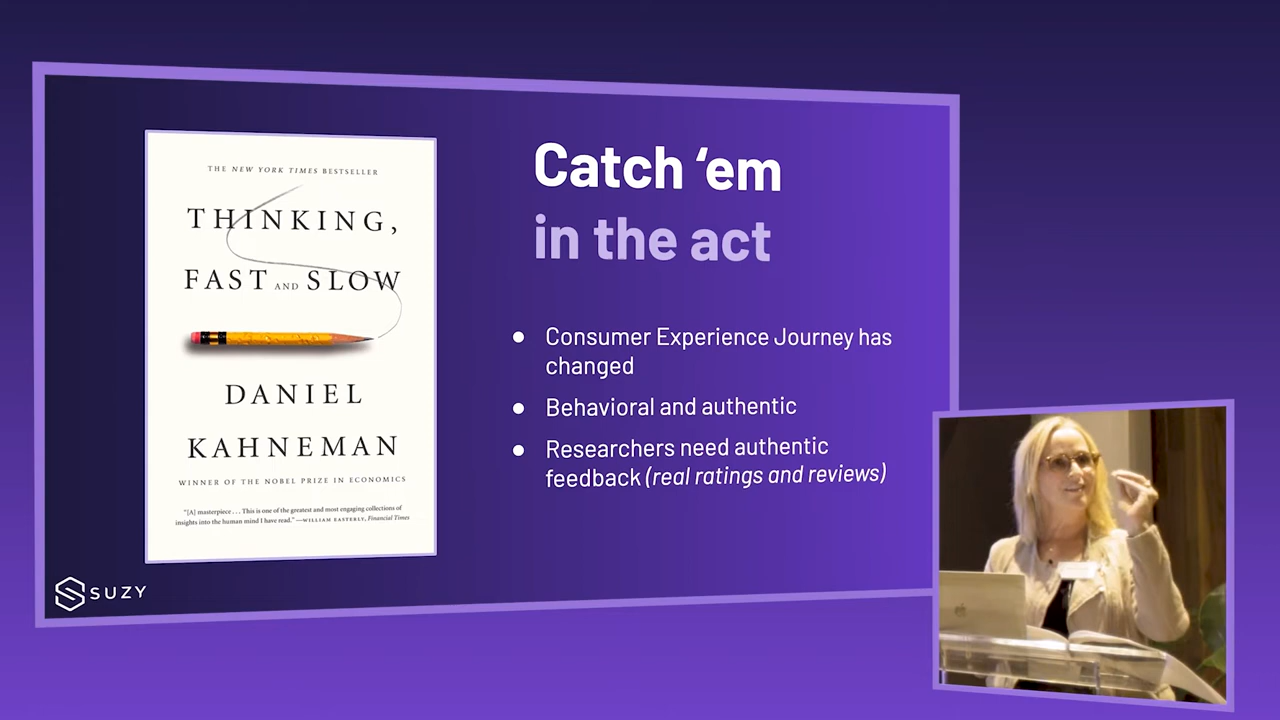 THE NEW YORK TIMES BESTSELLER
THINKING,
FAST AND SLOW
DANIEL
KAHNEMAN
WINNER OF THE NOBEL PRIZE IN ECONOMICS
“[A] masterpiece . . . This is one of the greatest and most engaging collections of
insights into the human mind I have read.” —WILLIAM EASTERLY, Financial Times
Catch ‘em
in the act
● Consumer Experience Journey has
changed
● Behavioral and authentic
● Researchers need authentic
feedback (real ratings and reviews)
SUZY